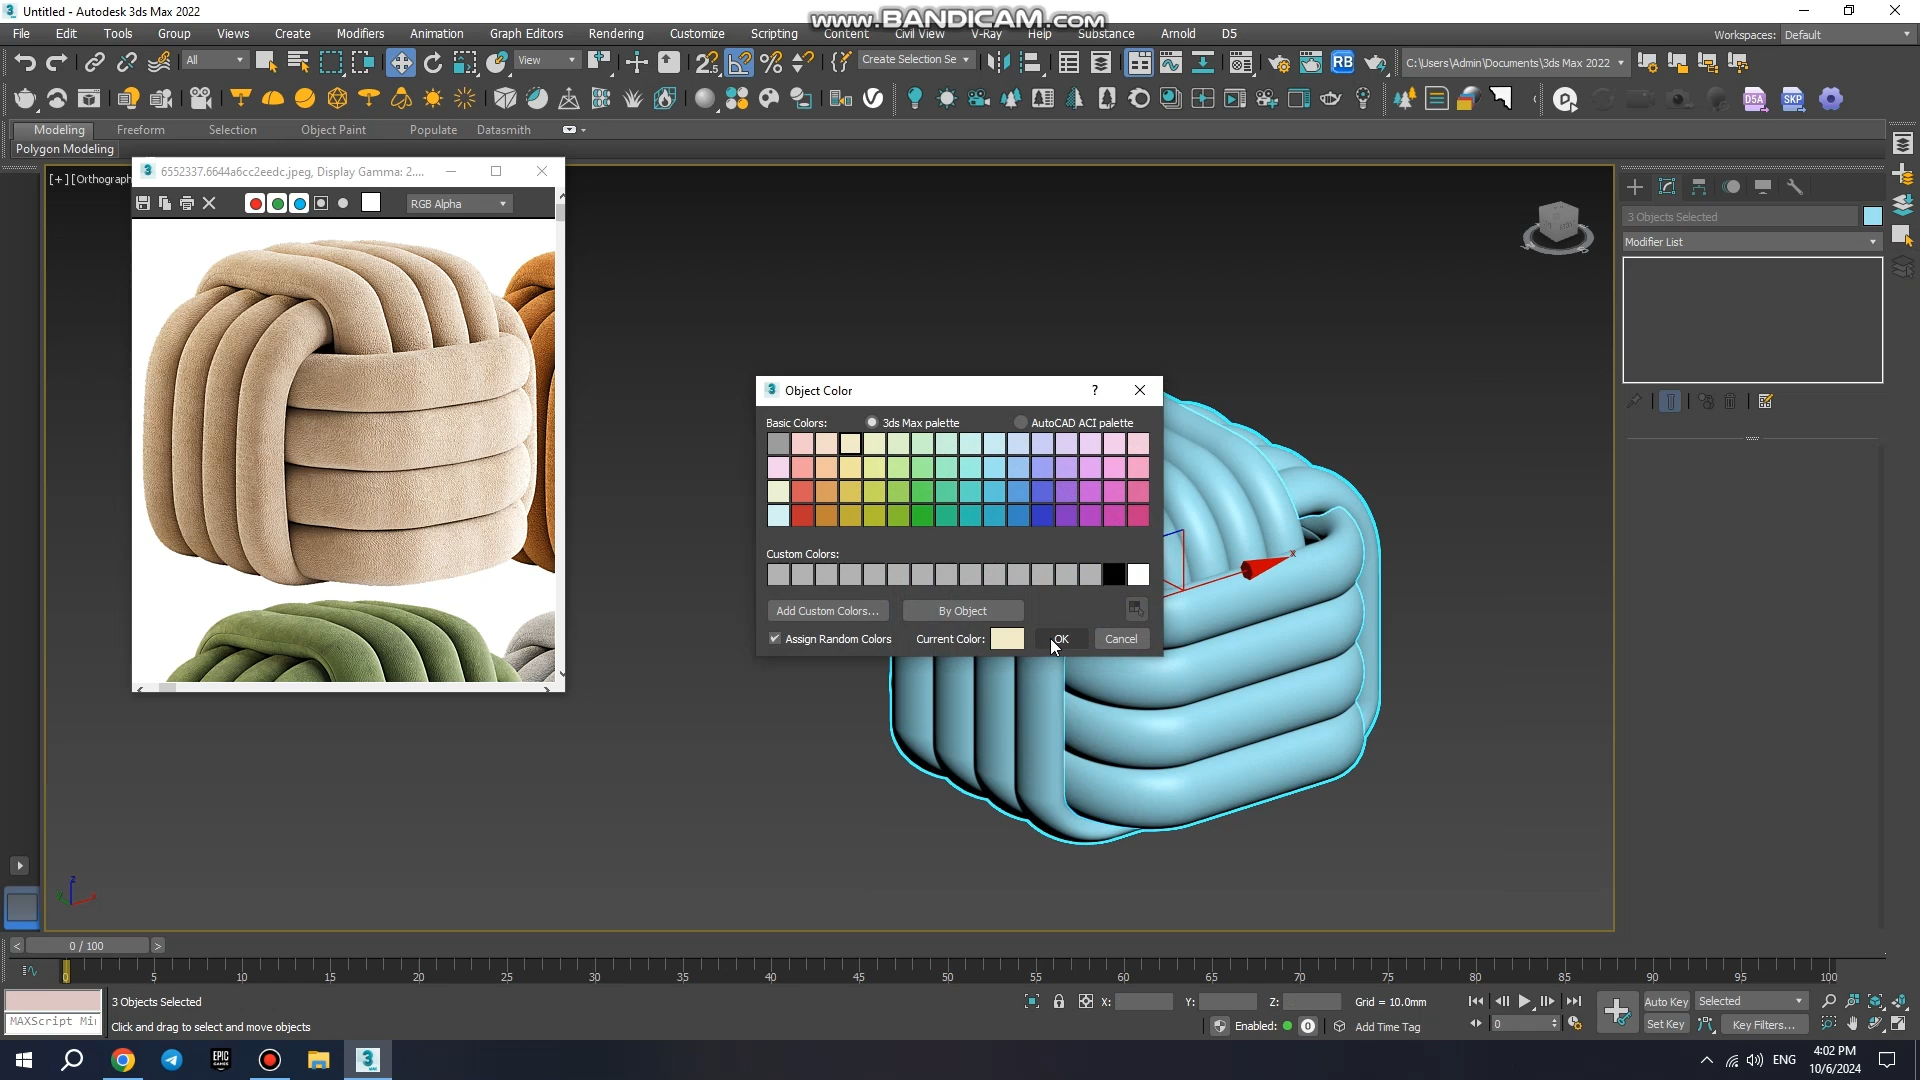 Untitled - Autodesk 3ds Max 2022
www.BANDICAM.com
File Edit Tools Group Views Create Modifiers Animation Graph Editors Rendering Customize Scripting Content Civil View V-Ray Help Substance Arnold D5
Workspaces: Default
All
View
Create Selection Se
RB
C:\Users\Admin\Documents\3ds Max 2022
D5A
SKP
Modeling Freeform Selection Object Paint Populate Datasmith
Polygon Modeling
[+] [Orthograph
6552337.6644a6cc2eedc.jpeg, Display Gamma: 2....
RGB Alpha
3 Objects Selected
Modifier List
Object Color ?
Basic Colors: 3ds Max palette AutoCAD ACI palette
Custom Colors:
Add Custom Colors... By Object
Assign Random Colors Current Color: OK Cancel
x
z
0 / 100
0 5 10 15 20 25 30 35 40 45 50 55 60 65 70 75 80 85 90 95 100
3 Objects Selected
X: Y: Z: Grid = 10.0mm
Auto Key Selected
MAXScript Mi
Click and drag to select and move objects
Enabled: 0 Add Time Tag
0
Set Key Key Filters...
EPIC GAMES
ENG
4:02 PM
10/6/2024